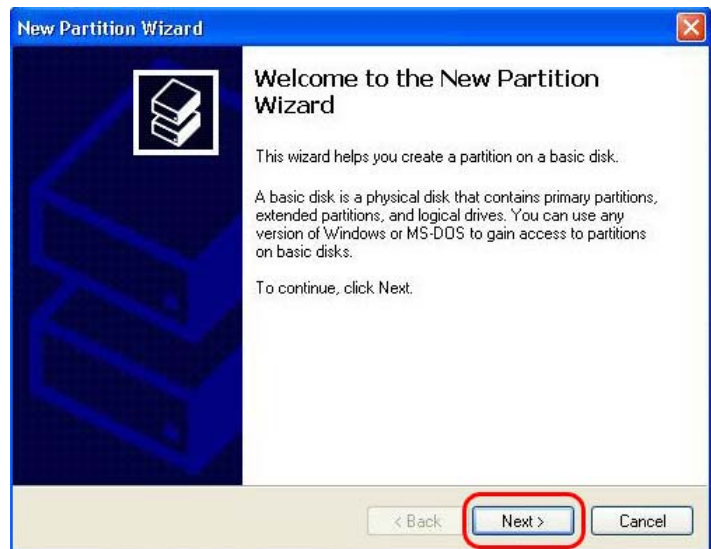 New Partition Wizard
Welcome to the New Partition
Wizard
This wizard helps you create a partition on a basic disk.
A basic disk is a physical disk that contains primary partitions,
extended partitions, and logical drives. You can use any
version of Windows or MS-DOS to gain access to partitions
on basic disks.
To continue, click Next.
< Back
Next >
Cancel